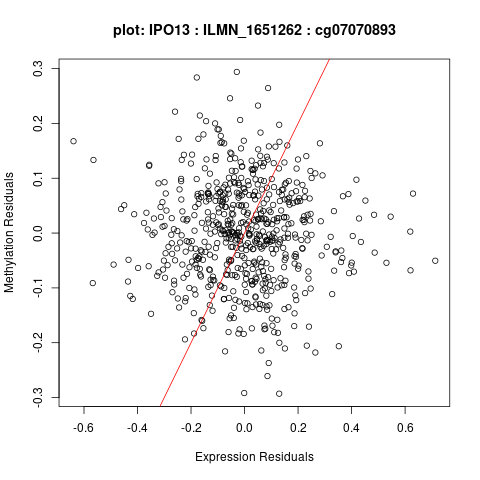 plot: IPO13 : ILMN_1651262 : cg07070893
Methylation Residuals
0.3
0.2
0.1
0.0
-0.1
-0.2
-0.3
-0.6 -0.4 -0.2 0.0 0.2 0.4 0.6
Expression Residuals